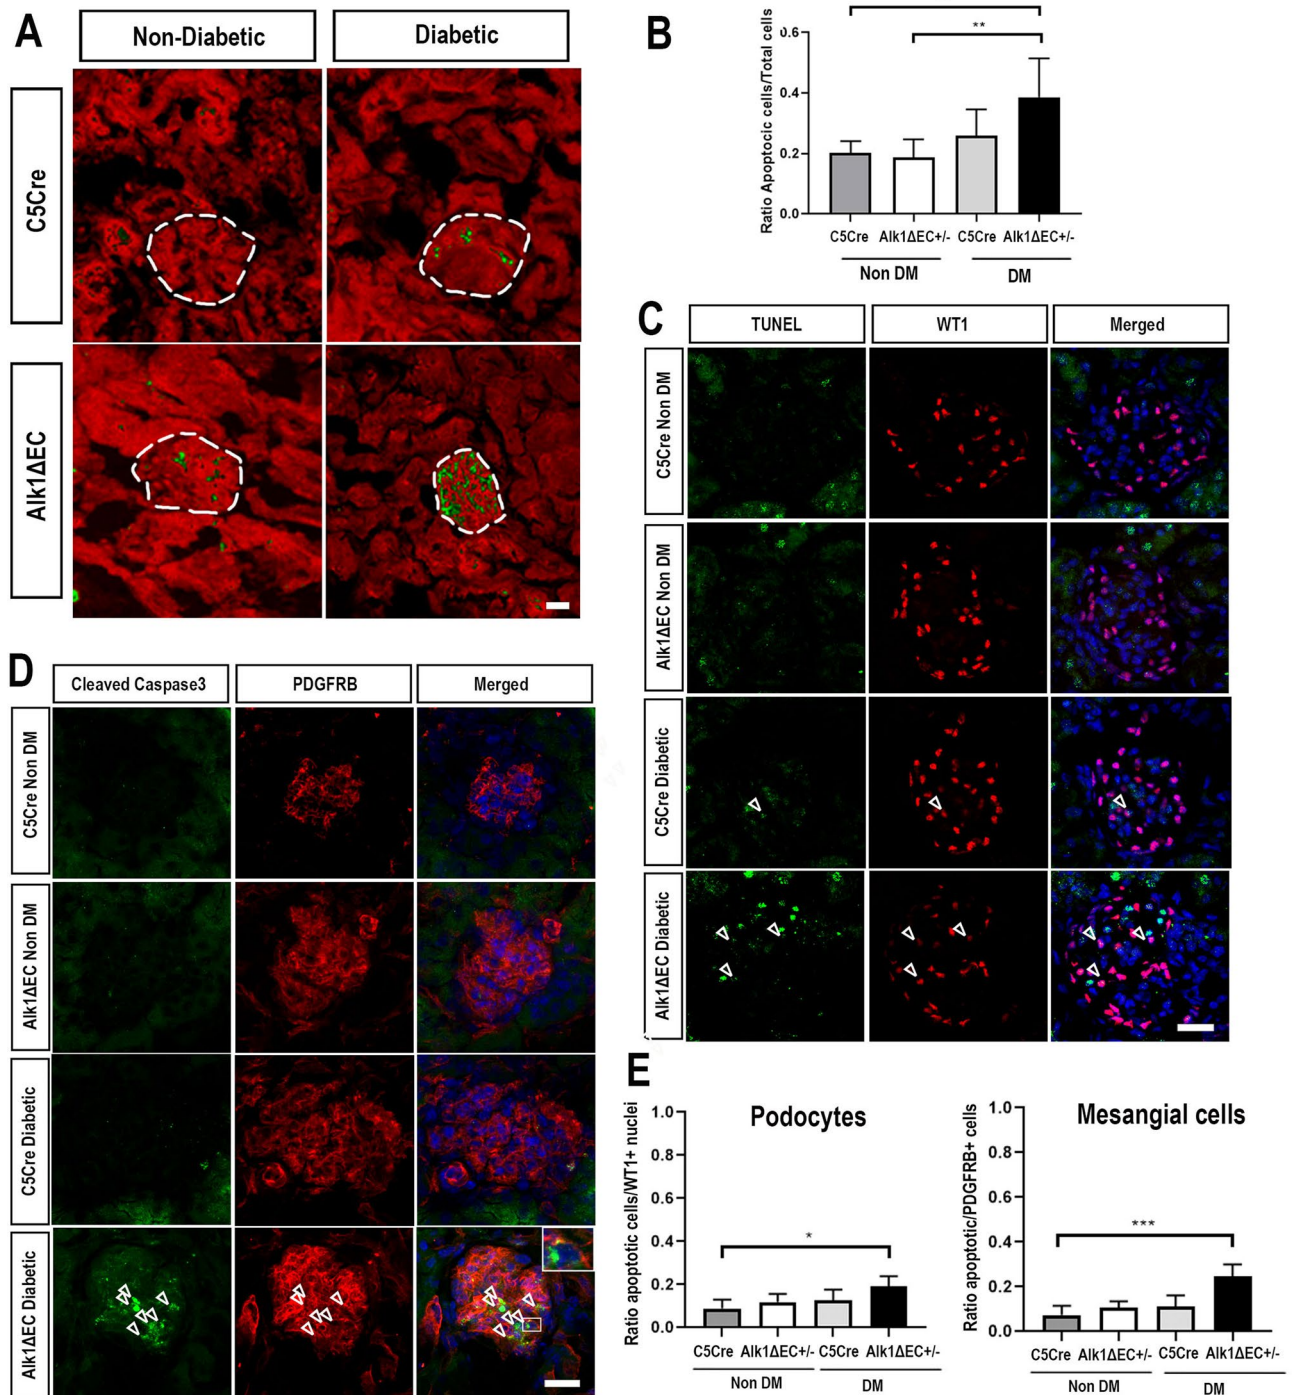 A
Non-Diabetic
Diabetic
C5Cre
Alk1ΔEC
B
Ratio Apoptocic cells/Total cells
**
0.6
0.4
0.2
0.0
C5Cre
Alk1ΔEC+/-
C5Cre
Alk1ΔEC+/-
Non DM
DM
C
TUNEL
WT1
Merged
C5Cre Non DM
Alk1ΔEC Non DM
C5Cre Diabetic
Alk1ΔEC Diabetic
D
Cleaved Caspase3
PDGFRB
Merged
C5Cre Non DM
Alk1ΔEC Non DM
C5Cre Diabetic
Alk1ΔEC Diabetic
E
Podocytes
Ratio apoptotic cells/WT1+ nuclei
1.0
0.8
0.6
0.4
0.2
0.0
*
C5Cre
Alk1ΔEC+/-
C5Cre
Alk1ΔEC+/-
Non DM
DM
Mesangial cells
Ratio apoptotic/PDGFRB+ cells
1.0
0.8
0.6
0.4
0.2
0.0
***
C5Cre
Alk1ΔEC+/-
C5Cre
Alk1ΔEC+/-
Non DM
DM